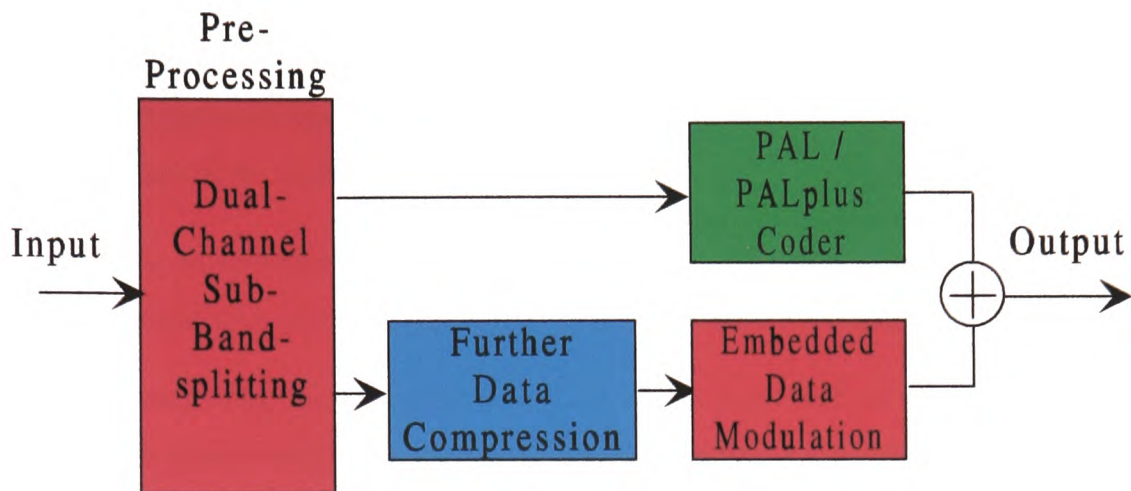 Pre-
Processing
Dual-
Channel
Sub-
Band-
splitting
Input
PAL /
PALplus
Coder
Further
Data
Compression
Embedded
Data
Modulation
Output